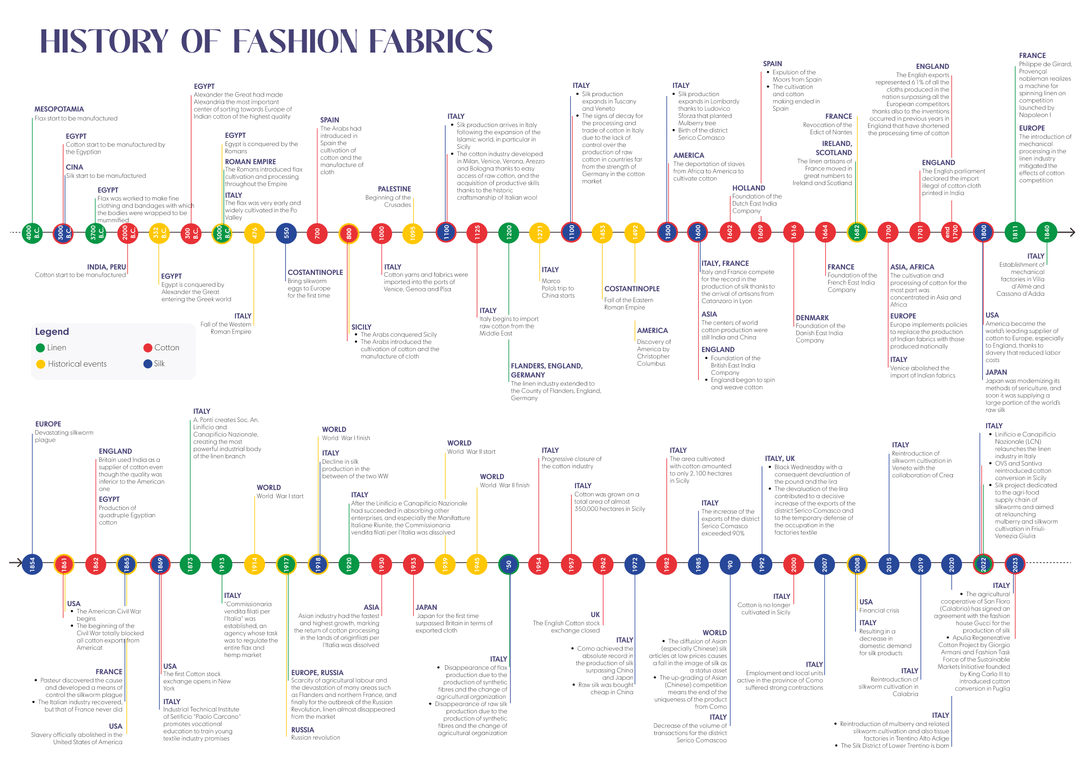 HISTORY OF FASHION FABRICS
MESOPOTAMIA
Flax start to be manufactured
EGYPT
Cotton start to be manufactured by
the Egyptian
CINA
Silk start to be manufactured
EGYPT
Flax was worked to make fine
clothing and bandages with which
the bodies were wrapped to be
mummified
EGYPT
Alexander the Great had made
Alexandria the most important
center of sorting towards Europe of
Indian cotton of the highest quality
EGYPT
Egypt is conquered by the
Romans
ROMAN EMPIRE
The Romans introduced flax
cultivation and processing
throughout the Empire
ITALY
The flax was very early and
widely cultivated in the Po
Valley
SPAIN
The Arabs had
introduced in
Spain the
cultivation of
cotton and the
manufacture of
cloth
PALESTINE
Beginning of the
Crusades
ITALY
• Silk production arrives in Italy
following the expansion of the
Islamic world, in particular in
Sicily
• The cotton industry developed
in Milan, Venice, Verona, Arezzo
and Bologna thanks to easy
access of raw cotton, and the
acquisition of productive skills
thanks to the historic
craftsmanship of Italian wool
ITALY
• Silk production
expands in Tuscany
and Veneto
• The signs of decay for
the processing and
trade of cotton in Italy
due to the lack of
control over the
production of raw
cotton in countries far
from the strength of
Germany in the cotton
market
ITALY
• Silk production
expands in Lombardy
thanks to Ludovico
Sforza that planted
Mulberry tree
• Birth of the district
Serico Comasco
AMERICA
The deportation of slaves
from Africa to America to
cultivate cotton
HOLLAND
Foundation of the
Dutch East India
Company
SPAIN
• Expulsion of the
Moors from Spain
• The cultivation
and cotton
making ended in
Spain
FRANCE
Revocation of the
Edict of Nantes
IRELAND,
SCOTLAND
The linen artisans of
France moved in
great numbers to
Ireland and Scotland
ENGLAND
The English exports
represented 61% of all the
cloths produced in the
nation surpassing all the
European competitors
thanks also to the inventions
occurred in previous years in
England that have shortened
the processing time of cotton
ENGLAND
The English parliament
declared the import
illegal of cotton cloth
printed in India
FRANCE
Philippe de Girard,
Provençal
nobleman realizes
a machine for
spinning linen on
competition
launched by
Napoleon I
EUROPE
The introduction of
mechanical
processing in the
linen industry
mitigated the
effects of cotton
competition
4000 B.C.
3000 B.C.
3700 B.C.
2000 B.C.
332 B.C.
300 B.C.
3000 B.C.
476
550
700
800
1000
1095
1100
1125
1200
1271
1100
1453
1492
1500
1600
1602
1609
1616
1664
1682
1700
1701
end 1700
1800
1811
1840
INDIA, PERU
Cotton start to be manufactured
EGYPT
Egypt is conquered by
Alexander the Great
entering the Greek world
ITALY
Fall of the Western
Roman Empire
COSTANTINOPLE
Bring silkworm
eggs to Europe
for the first time
SICILY
• The Arabs conquered Sicily
• The Arabs introduced the
cultivation of cotton and the
manufacture of cloth
ITALY
Cotton yarns and fabrics were
imported into the ports of
Venice, Genoa and Pisa
ITALY
Italy begins to import
raw cotton from the
Middle East
FLANDERS, ENGLAND,
GERMANY
The linen industry extended to
the County of Flanders, England,
Germany
ITALY
Marco
Polo's trip to
China starts
COSTANTINOPLE
Fall of the Eastern
Roman Empire
AMERICA
Discovery of
America by
Christopher
Columbus
ITALY, FRANCE
Italy and France compete
for the record in the
production of silk thanks to
the arrival of artisans from
Catanzaro in Lyon
ASIA
The centers of world
cotton production were
still India and China
ENGLAND
• Foundation of the
British East India
Company
• England began to spin
and weave cotton
DENMARK
Foundation of the
Danish East India
Company
FRANCE
Foundation of the
French East India
Company
ASIA, AFRICA
The cultivation and
processing of cotton for the
most part was
concentrated in Asia and
Africa
EUROPE
Europe implements policies
to replace the production
of Indian fabrics with those
produced nationally
ITALY
Venice abolished the
import of Indian fabrics
USA
America became the
world's leading supplier of
cotton to Europe, especially
to England, thanks to
slavery that reduced labor
costs
JAPAN
Japan was modernizing its
methods of sericulture, and
soon it was supplying a
large portion of the world's
raw silk
ITALY
Establishment of
mechanical
factories in Villa
d'Almè and
Cassano d'Adda
Legend
Linen
Cotton
Historical events
Silk
EUROPE
Devastating silkworm
plague
ENGLAND
Britain used India as a
supplier of cotton even
though the quality was
inferior to the American
one
EGYPT
Production of
quadruple Egyptian
cotton
ITALY
A. Ponti creates Soc. An.
Linificio and
Canapificio Nazionale,
creating the most
powerful industrial body
of the linen branch
WORLD
World War I start
WORLD
World War I finish
ITALY
Decline in silk
production in the
between of the two WW
ITALY
After the Linificio e Canapificio Nazionale
had succeeded in absorbing other
enterprises, and especially the Manifatture
Italiane Riunite, the Commissionaria
vendita filati per l'Italia was dissolved
WORLD
World War II start
WORLD
World War II finish
ITALY
Progressive closure of
the cotton industry
ITALY
Cotton was grown on a
total area of almost
350,000 hectares in Sicily
ITALY
The area cultivated
with cotton amounted
to only 2,100 hectares
in Sicily
ITALY
The increase of the
exports of the district
Serico Comasco
exceeded 90%
ITALY, UK
• Black Wednesday with a
consequent devaluation of
the pound and the lira
• The devaluation of the lira
contributed to a decisive
increase of the exports of the
district Serico Comasco and
to the temporary defense of
the occupation in the
factories textile
ITALY
Reintroduction of
silkworm cultivation in
Veneto with the
collaboration of Crea
ITALY
• Linificio e Canapificio
Nazionale (LCN)
relaunches the linen
industry in Italy
• OVS and Santiva
reintroduced cotton
cultivation in Sicily
• Silk project dedicated
to the agri-food
supply chain of
silkworms and aimed
at relaunching
mulberry and silkworm
cultivation in Friuli-
Venezia Giulia
1854
1861
1862
1865
1869
1873
1913
1914
1917
1918
1920
1930
1933
1939
1945
'50
1954
1957
1962
1972
1983
1985
'90
1992
2000
2007
2008
2015
2019
2020
2022
2023
USA
• The American Civil War
begins
• The beginning of the
Civil War totally blocked
all cotton exports from
Americat
FRANCE
• Pasteur discovered the cause
and developed a means of
control the silkworm plague
• The Italian industry recovered,
but that of France never did
USA
Slavery officially abolished in the
United States of America
USA
The first Cotton stock
exchange opens in New
York
ITALY
Industrial Technical Institute
of Setificio "Paolo Carcano"
promotes vocational
education to train young
textile industry promises
ITALY
"Commissionaria
vendita filati per
l'Italia" was
established, an
agency whose task
was to regulate the
entire flax and
hemp market
EUROPE, RUSSIA
Scarcity of agricultural labour and
the devastation of many areas such
as Flanders and northern France, and
finally for the outbreak of the Russian
Revolution, linen almost disappeared
from the market
RUSSIA
Russian revolution
ASIA
Asian industry had the fastest
and highest growth, marking
the return of cotton processing
in the lands of originfilati per
l'Italia was dissolved
JAPAN
Japan for the first time
surpassed Britain in terms of
exported cloth
ITALY
• Disappearance of flax
production due to the
production of synthetic
fibres and the change of
agricultural organization
• Disappearance of raw silk
production due to the
production of synthetic
fibres and the change of
agricultural organization
UK
The English Cotton stock
exchange closed
ITALY
• Como achieved the
absolute record in
the production of silk
surpassing China
and Japan
• Raw silk was bought
cheap in China
WORLD
• The diffusion of Asian
(especially Chinese) silk
articles at low prices causes
a fall in the image of silk as
a status asset
• The up-grading of Asian
(Chinese) competition
means the end of the
uniqueness of the product
from Como
ITALY
Decrease of the volume of
transactions for the district
Serico Comascoo
ITALY
Cotton is no longer
cultivated in Sicily
ITALY
Employment and local units
active in the province of Como
suffered strong contractions
USA
Financial crisis
ITALY
Resulting in a
decrease in
domestic demand
for silk products
ITALY
Reintroduction of
silkworm cultivation in
Calabria
ITALY
• Reintroduction of mulberry and related
silkworm cultivation and also tissue
factories in Trentino Alto Adige
• The Silk District of Lower Trentino is born
ITALY
• The agricultural
cooperative of San Floro
(Calabria) has signed an
agreement with the fashion
house Gucci for the
production of silk
• Apulia Regenerative
Cotton Project by Giorgio
Armani and Fashion Task
Force of the Sustainable
Markets Initiative founded
by King Carlo III to
introduced cotton
conversion in Puglia